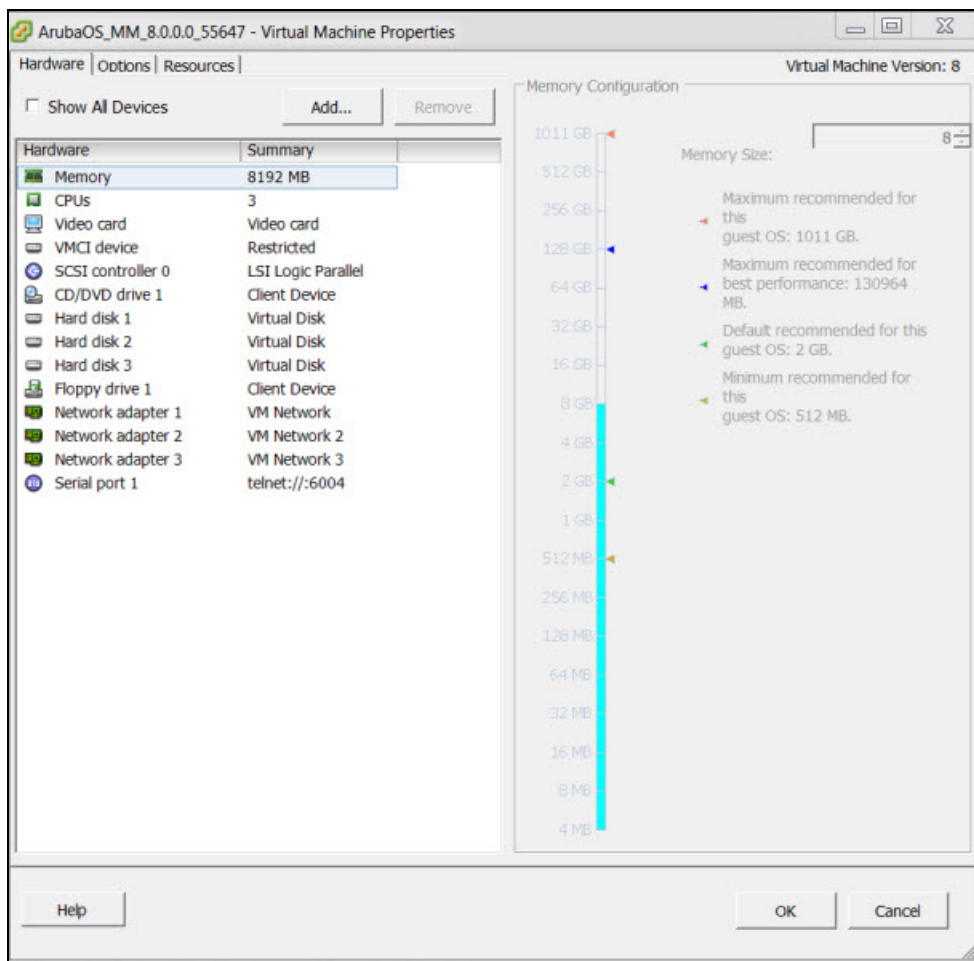 ArubaOS_MM_8.0.0.0_55647 - Virtual Machine Properties
Hardware Options Resources
Virtual Machine Version: 8
Show All Devices
Add...
Remove
Hardware Summary
Memory 8192 MB
CPUs 3
Video card Video card
VMCI device Restricted
SCSI controller 0 LSI Logic Parallel
CD/DVD drive 1 Client Device
Hard disk 1 Virtual Disk
Hard disk 2 Virtual Disk
Hard disk 3 Virtual Disk
Floppy drive 1 Client Device
Network adapter 1 VM Network
Network adapter 2 VM Network 2
Network adapter 3 VM Network 3
Serial port 1 telnet://:6004
Memory Configuration
1011 GB
512 GB
256 GB
128 GB
64 GB
32 GB
16 GB
8 GB
4 GB
2 GB
1 GB
512 MB
256 MB
128 MB
64 MB
32 MB
16 MB
8 MB
4 MB
Memory Size:
8
Maximum recommended for
this
guest OS: 1011 GB.
Maximum recommended for
best performance: 130964
MB.
Default recommended for this
guest OS: 2 GB.
Minimum recommended for
this
guest OS: 512 MB.
Help
OK
Cancel